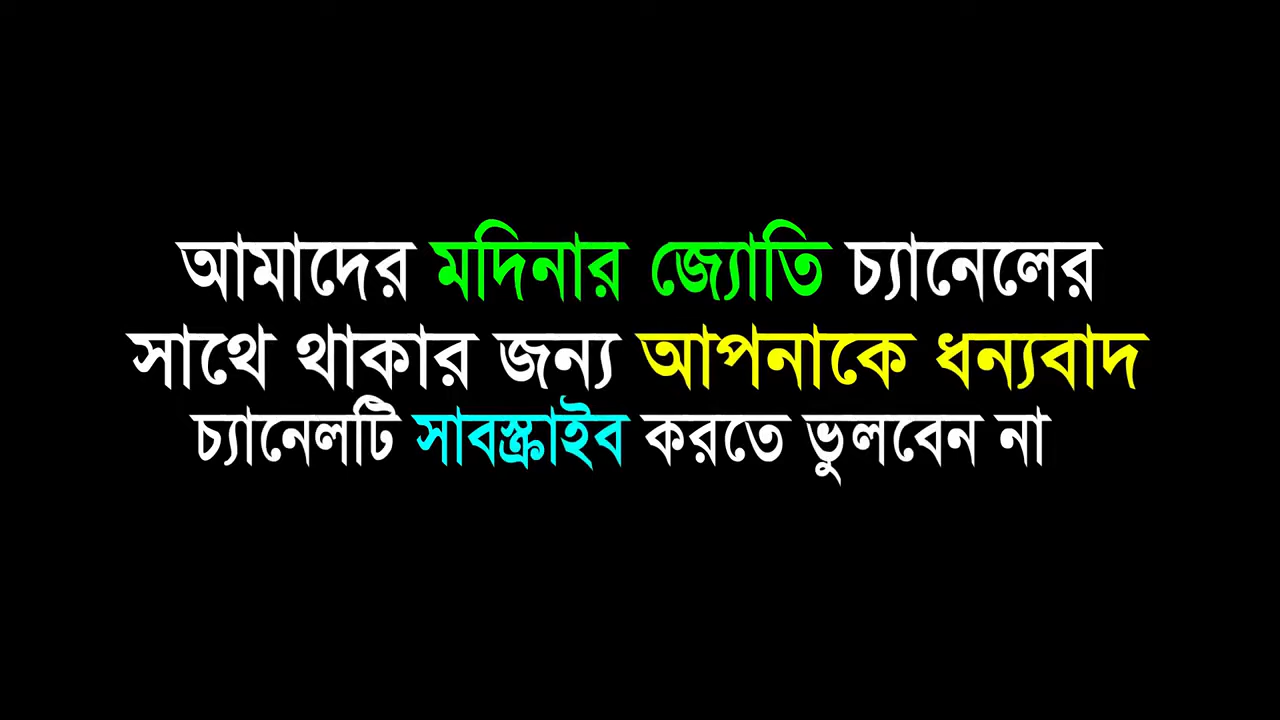 আমাদের মদিনার জ্যোতি চ্যানেলের
সাথে থাকার জন্য আপনাকে ধন্যবাদ
চ্যানেলটি সাবস্ক্রাইব করতে ভুলবেন না